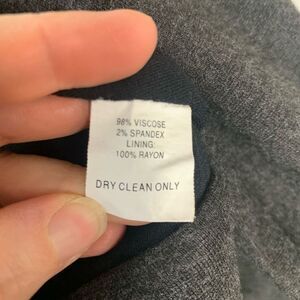 98% VISCOSE
2% SPANDEX
LINING:
100% RAYON
DRY CLEAN ONLY